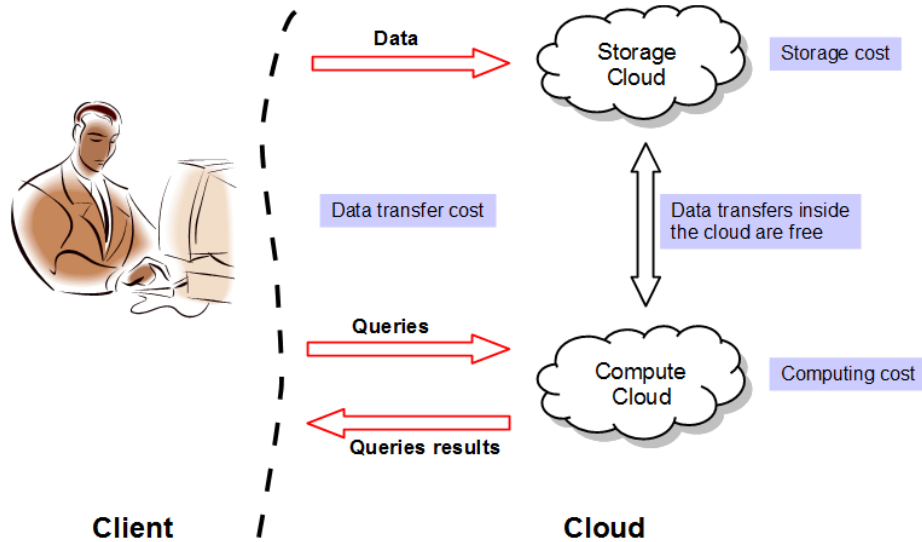 Data
Storage
Cloud
Storage cost
Data transfer cost
Data transfers inside
the cloud are free
Queries
Compute
Cloud
Computing cost
Queries results
Client
Cloud